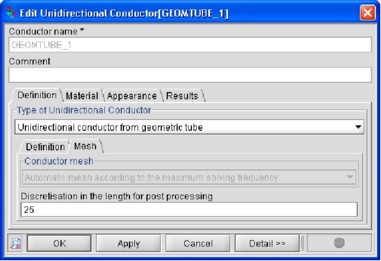 Edit Unidirectional Conductor[GEOMTUBE_1]
Conductor name *
GEOMTUBE_1
Comment
Definition Material Appearance Results
Type of Unidirectional Conductor
Unidirectional conductor from geometric tube
Definition Mesh
Conductor mesh
Automatic mesh according to the maximum solving frequency
Discretisation in the length for post processing
25
OK Apply Cancel Detail >>